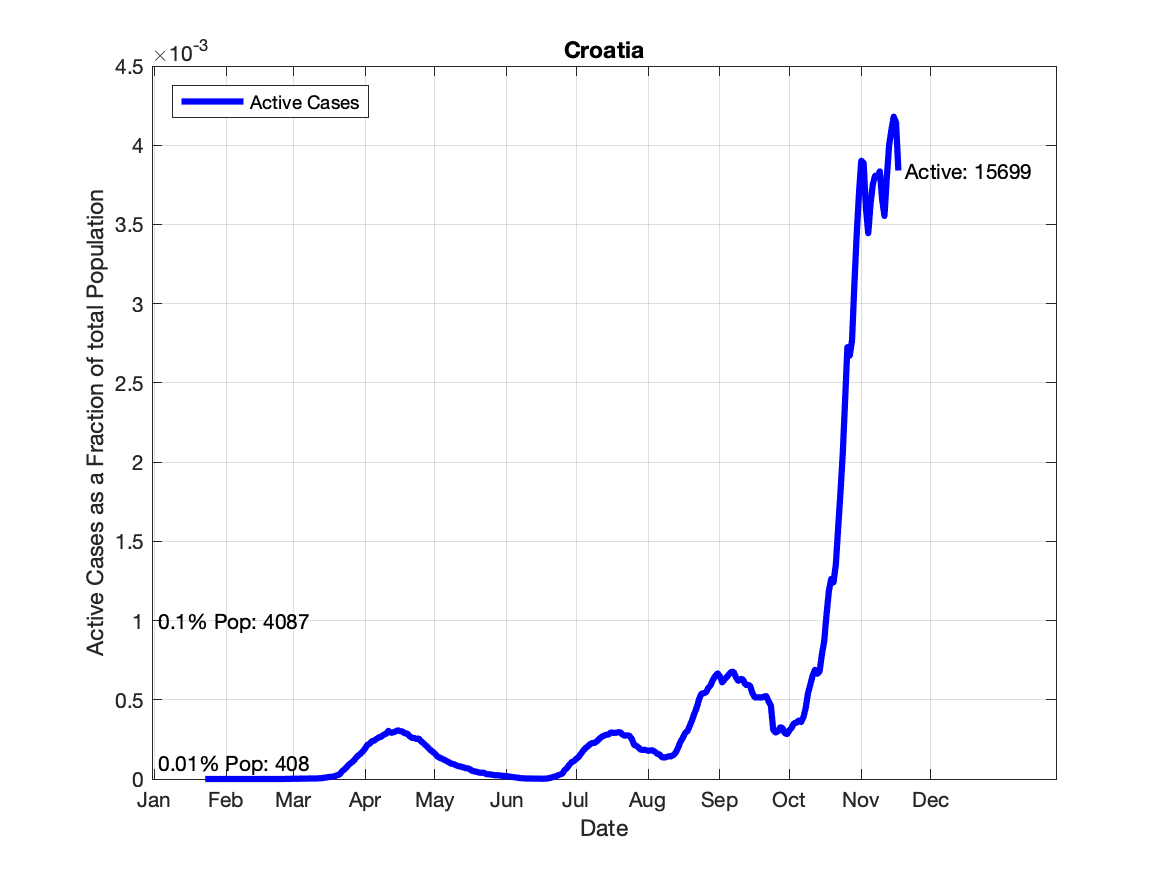 Croatia
×10-3
Active Cases
4.5
4
3.5
3
2.5
2
1.5
1
0.5
0
Active Cases as a Fraction of total Population
Active: 15699
0.1% Pop: 4087
0.01% Pop: 408
Jan Feb Mar Apr May Jun Jul Aug Sep Oct Nov Dec
Date